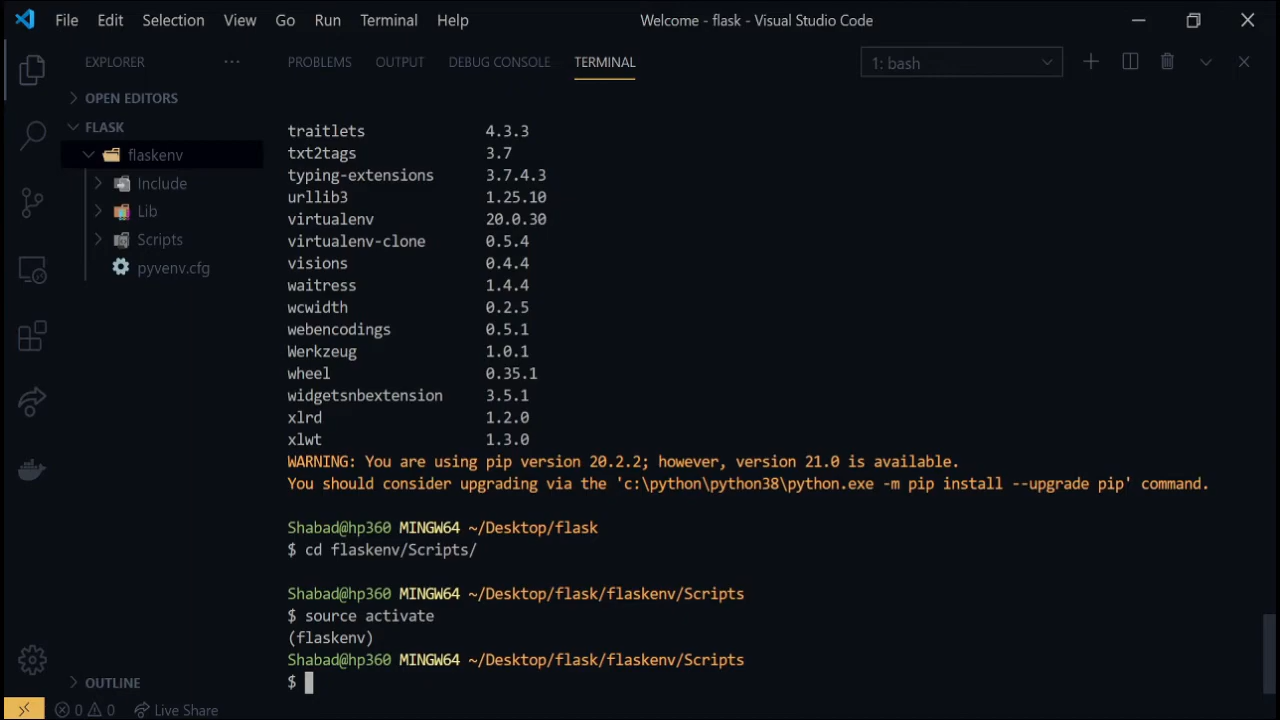 File Edit Selection View Go Run Terminal Help Welcome - flask - Visual Studio Code
EXPLORER
PROBLEMS OUTPUT DEBUG CONSOLE TERMINAL 1: bash
OPEN EDITORS
FLASK
flaskenv
Include
Lib
Scripts
pyvenv.cfg
traitlets 4.3.3
txt2tags 3.7
typing-extensions 3.7.4.3
urllib3 1.25.10
virtualenv 20.0.30
virtualenv-clone 0.5.4
visions 0.4.4
waitress 1.4.4
wcwidth 0.2.5
webencodings 0.5.1
Werkzeug 1.0.1
wheel 0.35.1
widgetsnbextension 3.5.1
xlrd 1.2.0
xlwt 1.3.0
WARNING: You are using pip version 20.2.2; however, version 21.0 is available.
You should consider upgrading via the 'c:\python\python38\python.exe -m pip install --upgrade pip' command.
Shabad@hp360 MINGW64 ~/Desktop/flask
$ cd flaskenv/Scripts/
Shabad@hp360 MINGW64 ~/Desktop/flask/flaskenv/Scripts
$ source activate
(flaskenv)
Shabad@hp360 MINGW64 ~/Desktop/flask/flaskenv/Scripts
$
OUTLINE
0 0 Live Share